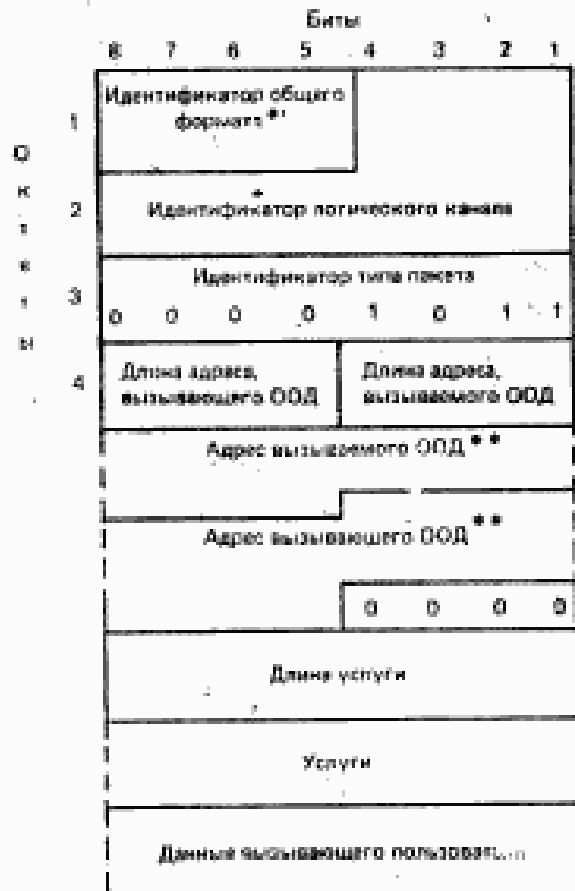 Биты
8 7 6 5 4 3 2 1
Октеты
1
Идентификатор общего
формата*
2
Идентификатор логического канала
3
Идентификатор типа пакета
0 0 0 0 1 0 1 1
4
Длина адреса, Длина адреса,
вызывающего ООД вызываемого ООД
Адрес вызываемого ООД**
Адрес вызывающего ООД**
0 0 0 0
Длина услуги
Услуги
Данные вызывающего